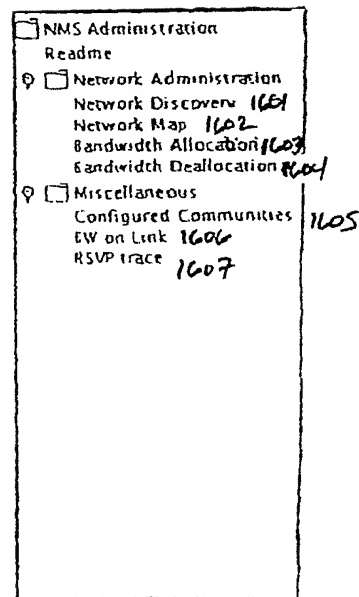 NMS Administration
Readme
Network Administration
Network Discovery 1601
Network Map 1602
Bandwidth Allocation 1603
Bandwidth Deallocation 1604
Miscellaneous
Configured Communities 1605
BW on Link 1606
RSVP trace 1607